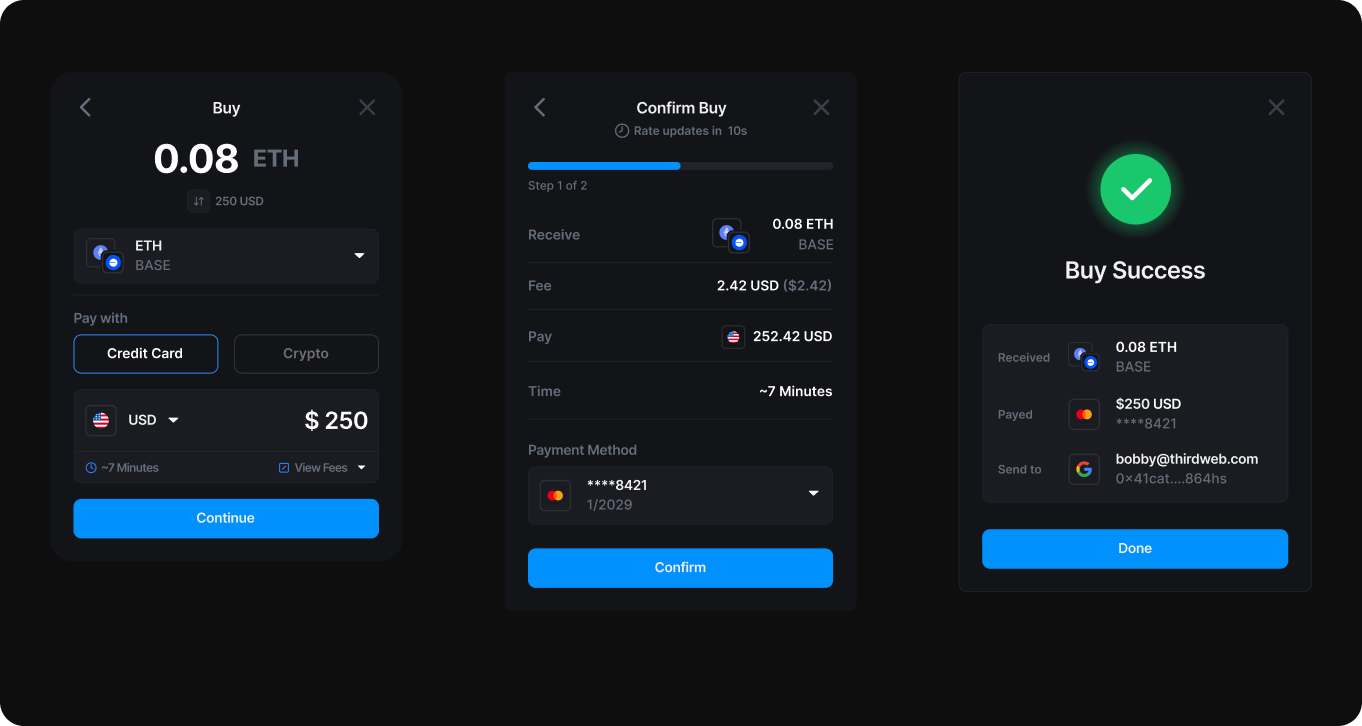 Buy
0.08 ETH
250 USD
ETH
BASE
Pay with
Credit Card
Crypto
USD
$ 250
~7 Minutes
View Fees
Continue
Confirm Buy
Rate updates in 10s
Step 1 of 2
Receive
0.08 ETH
BASE
Fee
2.42 USD ($2.42)
Pay
252.42 USD
Time
~7 Minutes
Payment Method
****8421
1/2029
Confirm
Buy Success
Received
0.08 ETH
BASE
Payed
$250 USD
****8421
Send to
bobby@thirdweb.com
0x41cat....864hs
Done